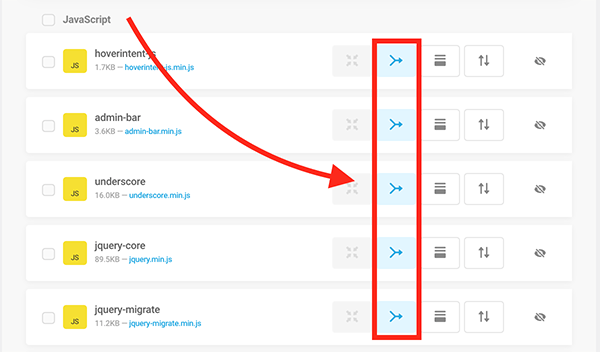 JavaScript
hoverintent-js
JS
1.7KB — hoverintent-js.min.js
admin-bar
JS
3.6KB — admin-bar.min.js
underscore
JS
16.0KB — underscore.min.js
jquery-core
JS
89.5KB — jquery.min.js
jquery-migrate
JS
11.2KB — jquery-migrate.min.js